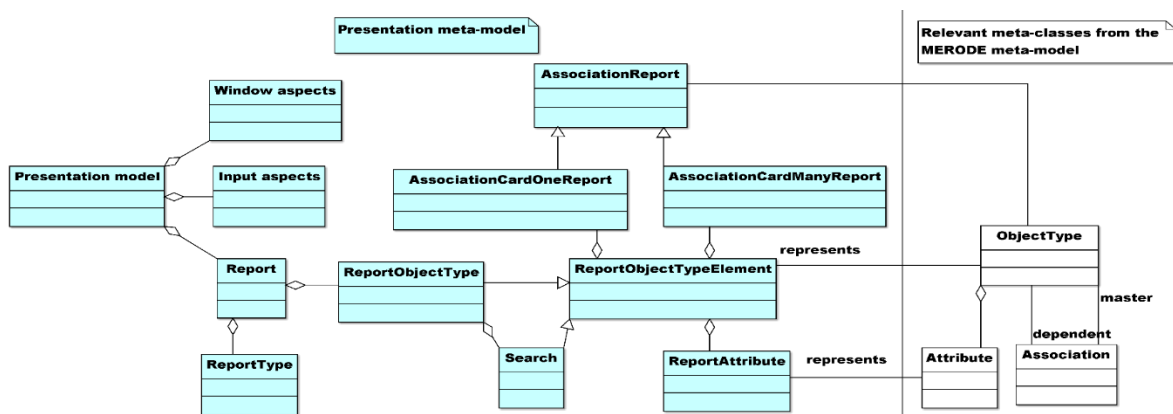 Presentation meta-model
Relevant meta-classes from the
MERODE meta-model
AssociationReport
Window aspects
Presentation model
Input aspects
AssociationCardOneReport
AssociationCardManyReport
ObjectType
represents
Report
ReportObjectType
ReportObjectTypeElement
master
dependent
ReportType
Search
ReportAttribute
represents
Attribute
Association